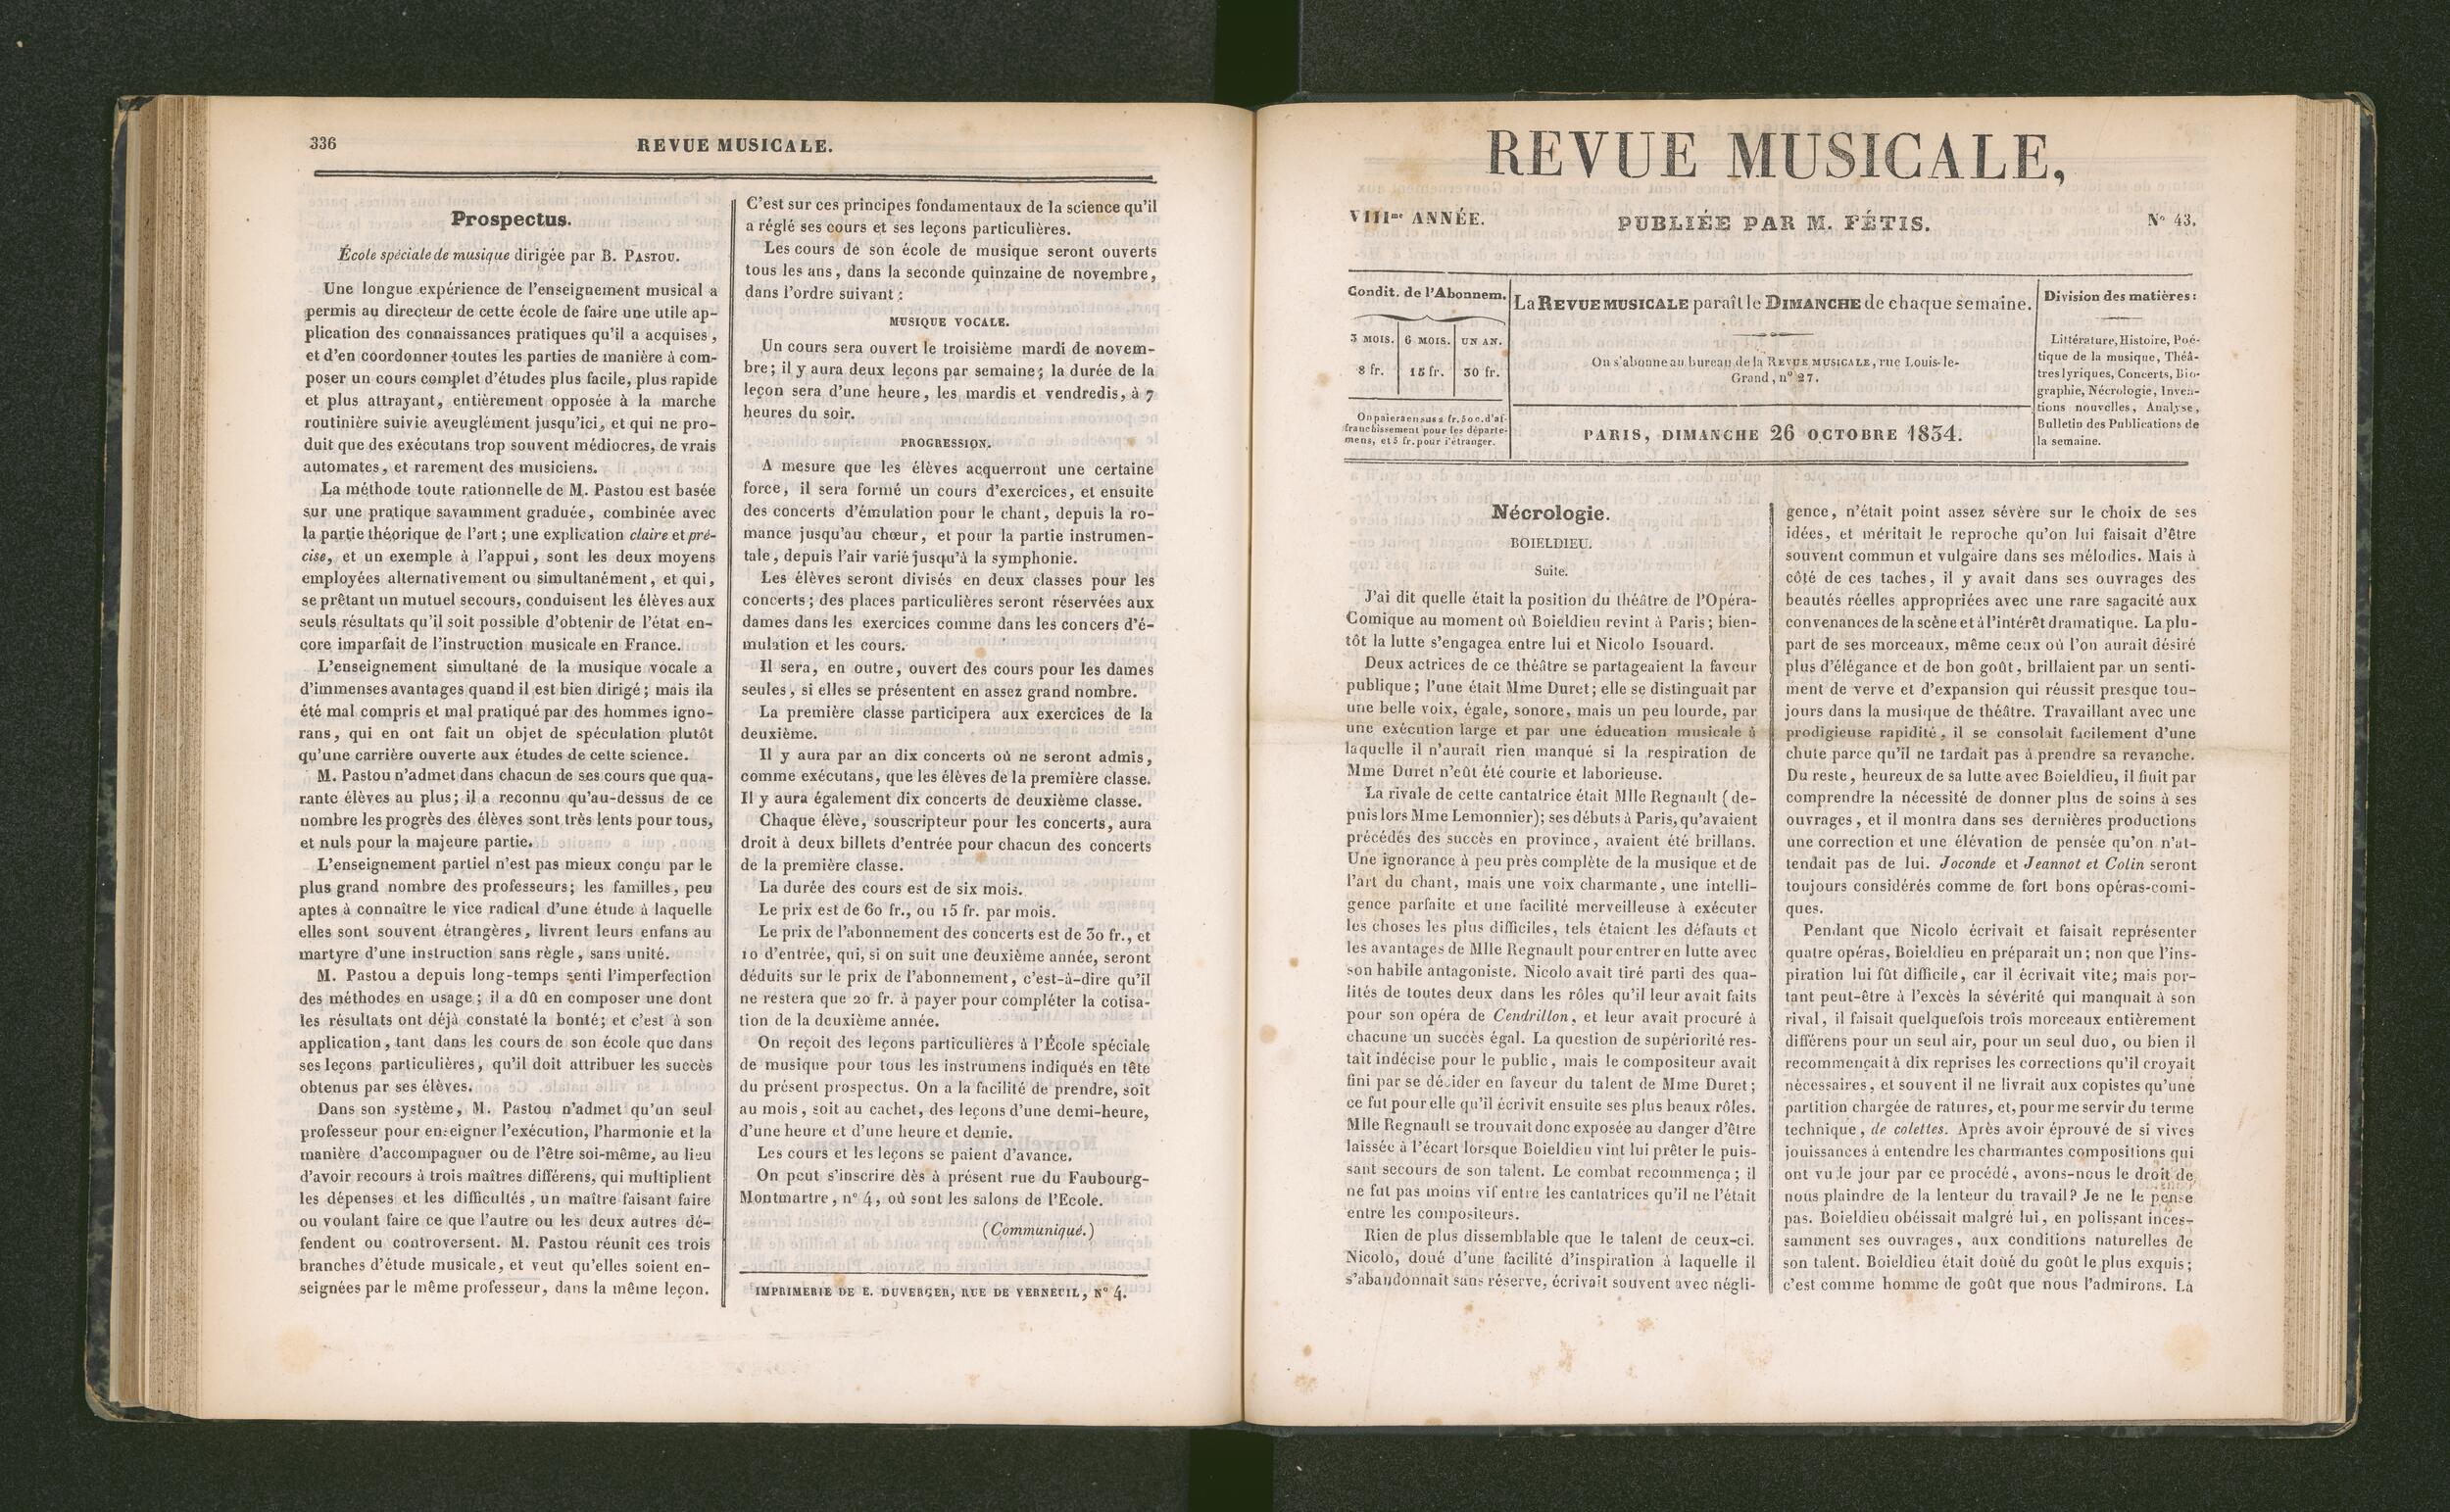 336
REVUE MUSICALE.
Prospectus.
École spéciale de musique dirigée par B. PASTOU.
Une longue expérience de l'enseignement musical a
permis au directeur de cette école de faire une utile ap-
plication des connaissances pratiques qu'il a acquises,
et d'en coordonner toutes les parties de manière à com-
poser un cours complet d'études plus facile, plus rapide
et plus attrayant, entièrement opposée à la marche
routinière suivie aveuglément jusqu'ici, et qui ne pro-
duit que des exécutans trop souvent médiocres, de vrais
automates, et rarement des musiciens.
La méthode toute rationnelle de M. Pastou est basée
sur une pratique savamment graduée, combinée avec
la partie théorique de l'art; une explication claire et pré-
cise, et un exemple à l'appui, sont les deux moyens
employées alternativement ou simultanément, et qui,
se prêtant un mutuel secours, conduisent les élèves aux
seuls résultats qu'il soit possible d'obtenir de l'état en-
core imparfait de l'instruction musicale en France.
L'enseignement simultané de la musique vocale a
d'immenses avantages quand il est bien dirigé; mais ila
été mal compris et mal pratiqué par des hommes igno-
rans, qui en ont fait un objet de spéculation plutôt
qu'une carrière ouverte aux études de cette science.
M. Pastou n'admet dans chacun de ses cours que qua-
rante élèves au plus; il a reconnu qu'au-dessus de ce
nombre les progrès des élèves sont très lents pour tous,
et nuls pour la majeure partie.
L'enseignement partiel n'est pas mieux conçu par le
plus grand nombre des professeurs; les familles, peu
aptes à connaître le vice radical d'une étude à laquelle
elles sont souvent étrangères, livrent leurs enfans au
martyre d'une instruction sans règle, sans unité.
M. Pastou a depuis long-temps senti l'imperfection
des méthodes en usage; il a dû en composer une dont
les résultats ont déjà constaté la bonté; et c'est à son
application, tant dans les cours de son école que dans
ses leçons particulières, qu'il doit attribuer les succès
obtenus par ses élèves.
Dans son système, M. Pastou n'admet qu'un seul
professeur pour enseigner l'exécution, l'harmonie et la
manière d'accompagner ou de l'être soi-même, au lieu
d'avoir recours à trois maîtres différens, qui multiplient
les dépenses et les difficultés, un maître faisant faire
ou voulant faire ce que l'autre ou les deux autres dé-
fendent ou controversent. M. Pastou réunit ces trois
branches d'étude musicale, et veut qu'elles soient en-
seignées par le même professeur, dans la même leçon.
C'est sur ces principes fondamentaux de la science qu'il
a réglé ses cours et ses leçons particulières.
Les cours de son école de musique seront ouverts
tous les ans, dans la seconde quinzaine de novembre,
dans l'ordre suivant:
MUSIQUE VOCALE.
Un cours sera ouvert le troisième mardi de novem-
bre; il y aura deux leçons par semaine; la durée de la
leçon sera d'une heure, les mardis et vendredis, à 7
heures du soir.
PROGRESSION.
A mesure que les élèves acquerront une certaine
force, il sera formé un cours d'exercices, et ensuite
des concerts d'émulation pour le chant, depuis la ro-
mance jusqu'au chœur, et pour la partie instrumen-
tale, depuis l'air varié jusqu'à la symphonie.
Les élèves seront divisés en deux classes pour les
concerts; des places particulières seront réservées aux
dames dans les exercices comme dans les concers d'é-
mulation et les cours.
Il sera, en outre, ouvert des cours pour les dames
seules, si elles se présentent en assez grand nombre.
La première classe participera aux exercices de la
deuxième.
Il y aura par an dix concerts où ne seront admis,
comme exécutans, que les élèves de la première classe.
Il y aura également dix concerts de deuxième classe.
Chaque élève, souscripteur pour les concerts, aura
droit à deux billets d'entrée pour chacun des concerts
de la première classe.
La durée des cours est de six mois.
Le prix est de 60 fr., ou 15 fr. par mois.
Le prix de l'abonnement des concerts est de 30 fr., et
10 d'entrée, qui, si on suit une deuxième année, seront
déduits sur le prix de l'abonnement, c'est-à-dire qu'il
ne restera que 20 fr. à payer pour compléter la cotisa-
tion de la deuxième année.
On reçoit des leçons particulières à l'École spéciale
de musique pour tous les instrumens indiqués en tête
du présent prospectus. On a la facilité de prendre, soit
au mois, soit au cachet, des leçons d'une demi-heure,
d'une heure et d'une heure et demie.
Les cours et les leçons se paient d'avance.
On peut s'inscrire dès à présent rue du Faubourg-
Montmartre, n° 4, où sont les salons de l'Ecole.
(Communiqué.)
IMPRIMERIE DE E. DUVERGER, RUE DE VERNEUIL, N° 4.
REVUE MUSICALE,
VIIIme ANNÉE.
PUBLIÉE PAR M. FÉTIS.
N° 43.
Condit. de l'Abonnem.
3 MOIS. 6 MOIS. UN AN.
8 fr. 15 fr. 30 fr.
On paiera en sus 2 fr. 50 c. d'af-
franchissement pour les départe-
mens, et 5 fr. pour l'étranger.
La REVUE MUSICALE paraît le DIMANCHE de chaque semaine.
On s'abonne au bureau de la REVUE MUSICALE, rue Louis-le-
Grand, n° 27.
PARIS, DIMANCHE 26 OCTOBRE 1834.
Division des matières:
Littérature, Histoire, Poé-
tique de la musique, Théâ-
tres lyriques, Concerts, Bio-
graphie, Nécrologie, Inven-
tions nouvelles, Analyse,
Bulletin des Publications de
la semaine.
Nécrologie.
BOIELDIEU.
Suite.
J'ai dit quelle était la position du théâtre de l'Opéra-
Comique au moment où Boieldieu revint à Paris; bien-
tôt la lutte s'engagea entre lui et Nicolo Isouard.
Deux actrices de ce théâtre se partageaient la faveur
publique; l'une était Mme Duret; elle se distinguait par
une belle voix, égale, sonore, mais un peu lourde, par
une exécution large et par une éducation musicale à
laquelle il n'aurait rien manqué si la respiration de
Mme Duret n'eût été courte et laborieuse.
La rivale de cette cantatrice était Mlle Regnault (de-
puis lors Mme Lemonnier); ses débuts à Paris, qu'avaient
précédés des succès en province, avaient été brillans.
Une ignorance à peu près complète de la musique et de
l'art du chant, mais une voix charmante, une intelli-
gence parfaite et une facilité merveilleuse à exécuter
les choses les plus difficiles, tels étaient les défauts et
les avantages de Mlle Regnault pour entrer en lutte avec
son habile antagoniste. Nicolo avait tiré parti des qua-
lités de toutes deux dans les rôles qu'il leur avait faits
pour son opéra de Cendrillon, et leur avait procuré à
chacune un succès égal. La question de supériorité res-
tait indécise pour le public, mais le compositeur avait
fini par se décider en faveur du talent de Mme Duret;
ce fut pour elle qu'il écrivit ensuite ses plus beaux rôles.
Mlle Regnault se trouvait donc exposée au danger d'être
laissée à l'écart lorsque Boieldieu vint lui prêter le puis-
sant secours de son talent. Le combat recommença; il
ne fut pas moins vif entre les cantatrices qu'il ne l'était
entre les compositeurs.
Rien de plus dissemblable que le talent de ceux-ci.
Nicolo, doué d'une facilité d'inspiration à laquelle il
s'abandonnait sans réserve, écrivait souvent avec négli-
gence, n'était point assez sévère sur le choix de ses
idées, et méritait le reproche qu'on lui faisait d'être
souvent commun et vulgaire dans ses mélodies. Mais à
côté de ces taches, il y avait dans ses ouvrages des
beautés réelles appropriées avec une rare sagacité aux
convenances de la scène et à l'intérêt dramatique. La plu-
part de ses morceaux, même ceux où l'on aurait désiré
plus d'élégance et de bon goût, brillaient par un senti-
ment de verve et d'expansion qui réussit presque tou-
jours dans la musique de théâtre. Travaillant avec une
prodigieuse rapidité, il se consolait facilement d'une
chute parce qu'il ne tardait pas à prendre sa revanche.
Du reste, heureux de sa lutte avec Boieldieu, il finit par
comprendre la nécessité de donner plus de soins à ses
ouvrages, et il montra dans ses dernières productions
une correction et une élévation de pensée qu'on n'at-
tendait pas de lui. Joconde et Jeannot et Colin seront
toujours considérés comme de fort bons opéras-comi-
ques.
Pendant que Nicolo écrivait et faisait représenter
quatre opéras, Boieldieu en préparait un; non que l'ins-
piration lui fût difficile, car il écrivait vite; mais por-
tant peut-être à l'excès la sévérité qui manquait à son
rival, il faisait quelquefois trois morceaux entièrement
différens pour un seul air, pour un seul duo, ou bien il
recommençait à dix reprises les corrections qu'il croyait
nécessaires, et souvent il ne livrait aux copistes qu'une
partition chargée de ratures, et, pour me servir du terme
technique, de colettes. Après avoir éprouvé de si vives
jouissances à entendre les charmantes compositions qui
ont vu le jour par ce procédé, avons-nous le droit de
nous plaindre de la lenteur du travail? Je ne le pense
pas. Boieldieu obéissait malgré lui, en polissant inces-
samment ses ouvrages, aux conditions naturelles de
son talent. Boieldieu était doué du goût le plus exquis;
c'est comme homme de goût que nous l'admirons. La